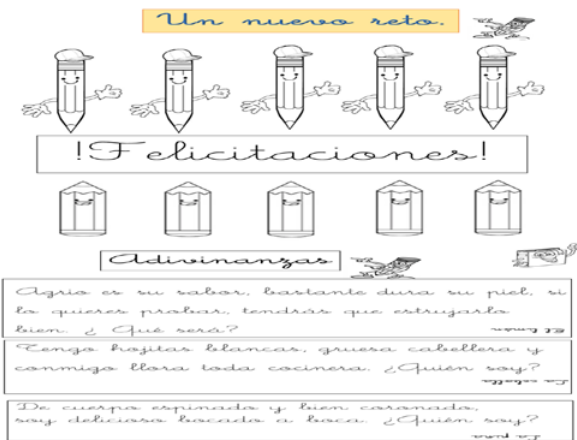 Un nuevo reto.
!Felicitaciones!
Adivinanzas
Agrio es su sabor, bastante dura su piel, si
lo quieres probar, tendrás que estrujarlo
bien. ¿ Qué será?
El limón
Tengo hojitas blancas, gruesa cabellera y
conmigo llora toda cocinera. ¿Quién soy?
La cebolla
De cuerpo espinado y bien coronado,
soy delicioso bocado a boca. ¿Quién soy?
La piña